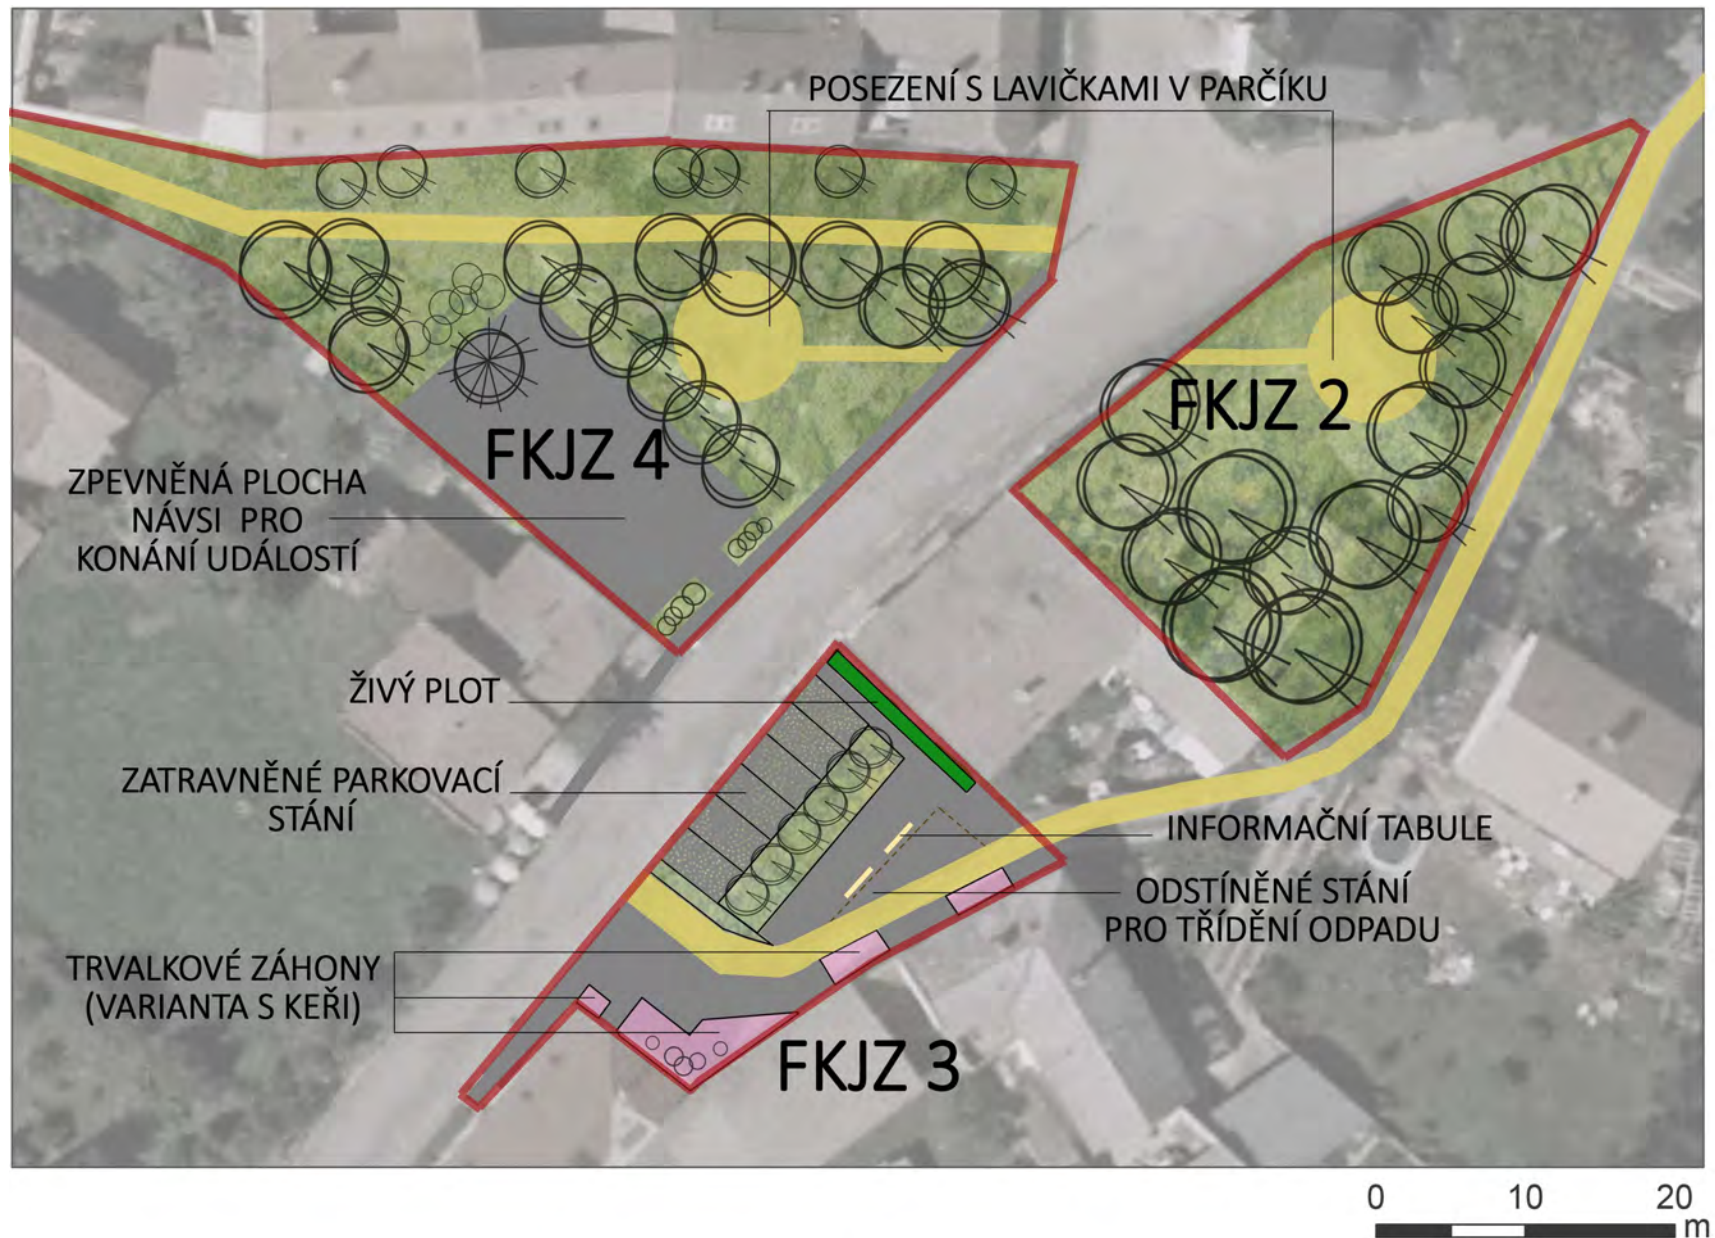 POSEZENÍ S LAVIČKAMI V PARČÍKU
FKJZ 2
FKJZ 4
ZPEVNĚNÁ PLOCHA
NÁVSI PRO
KONÁNÍ UDÁLOSTÍ
ŽIVÝ PLOT
ZATRAVNĚNÉ PARKOVACÍ
STÁNÍ
INFORMAČNÍ TABULE
ODSTÍNĚNÉ STÁNÍ
PRO TŘÍDĚNÍ ODPADU
TRVALKOVÉ ZÁHONY
(VARIANTA S KEŘI)
FKJZ 3
0 10 20
m